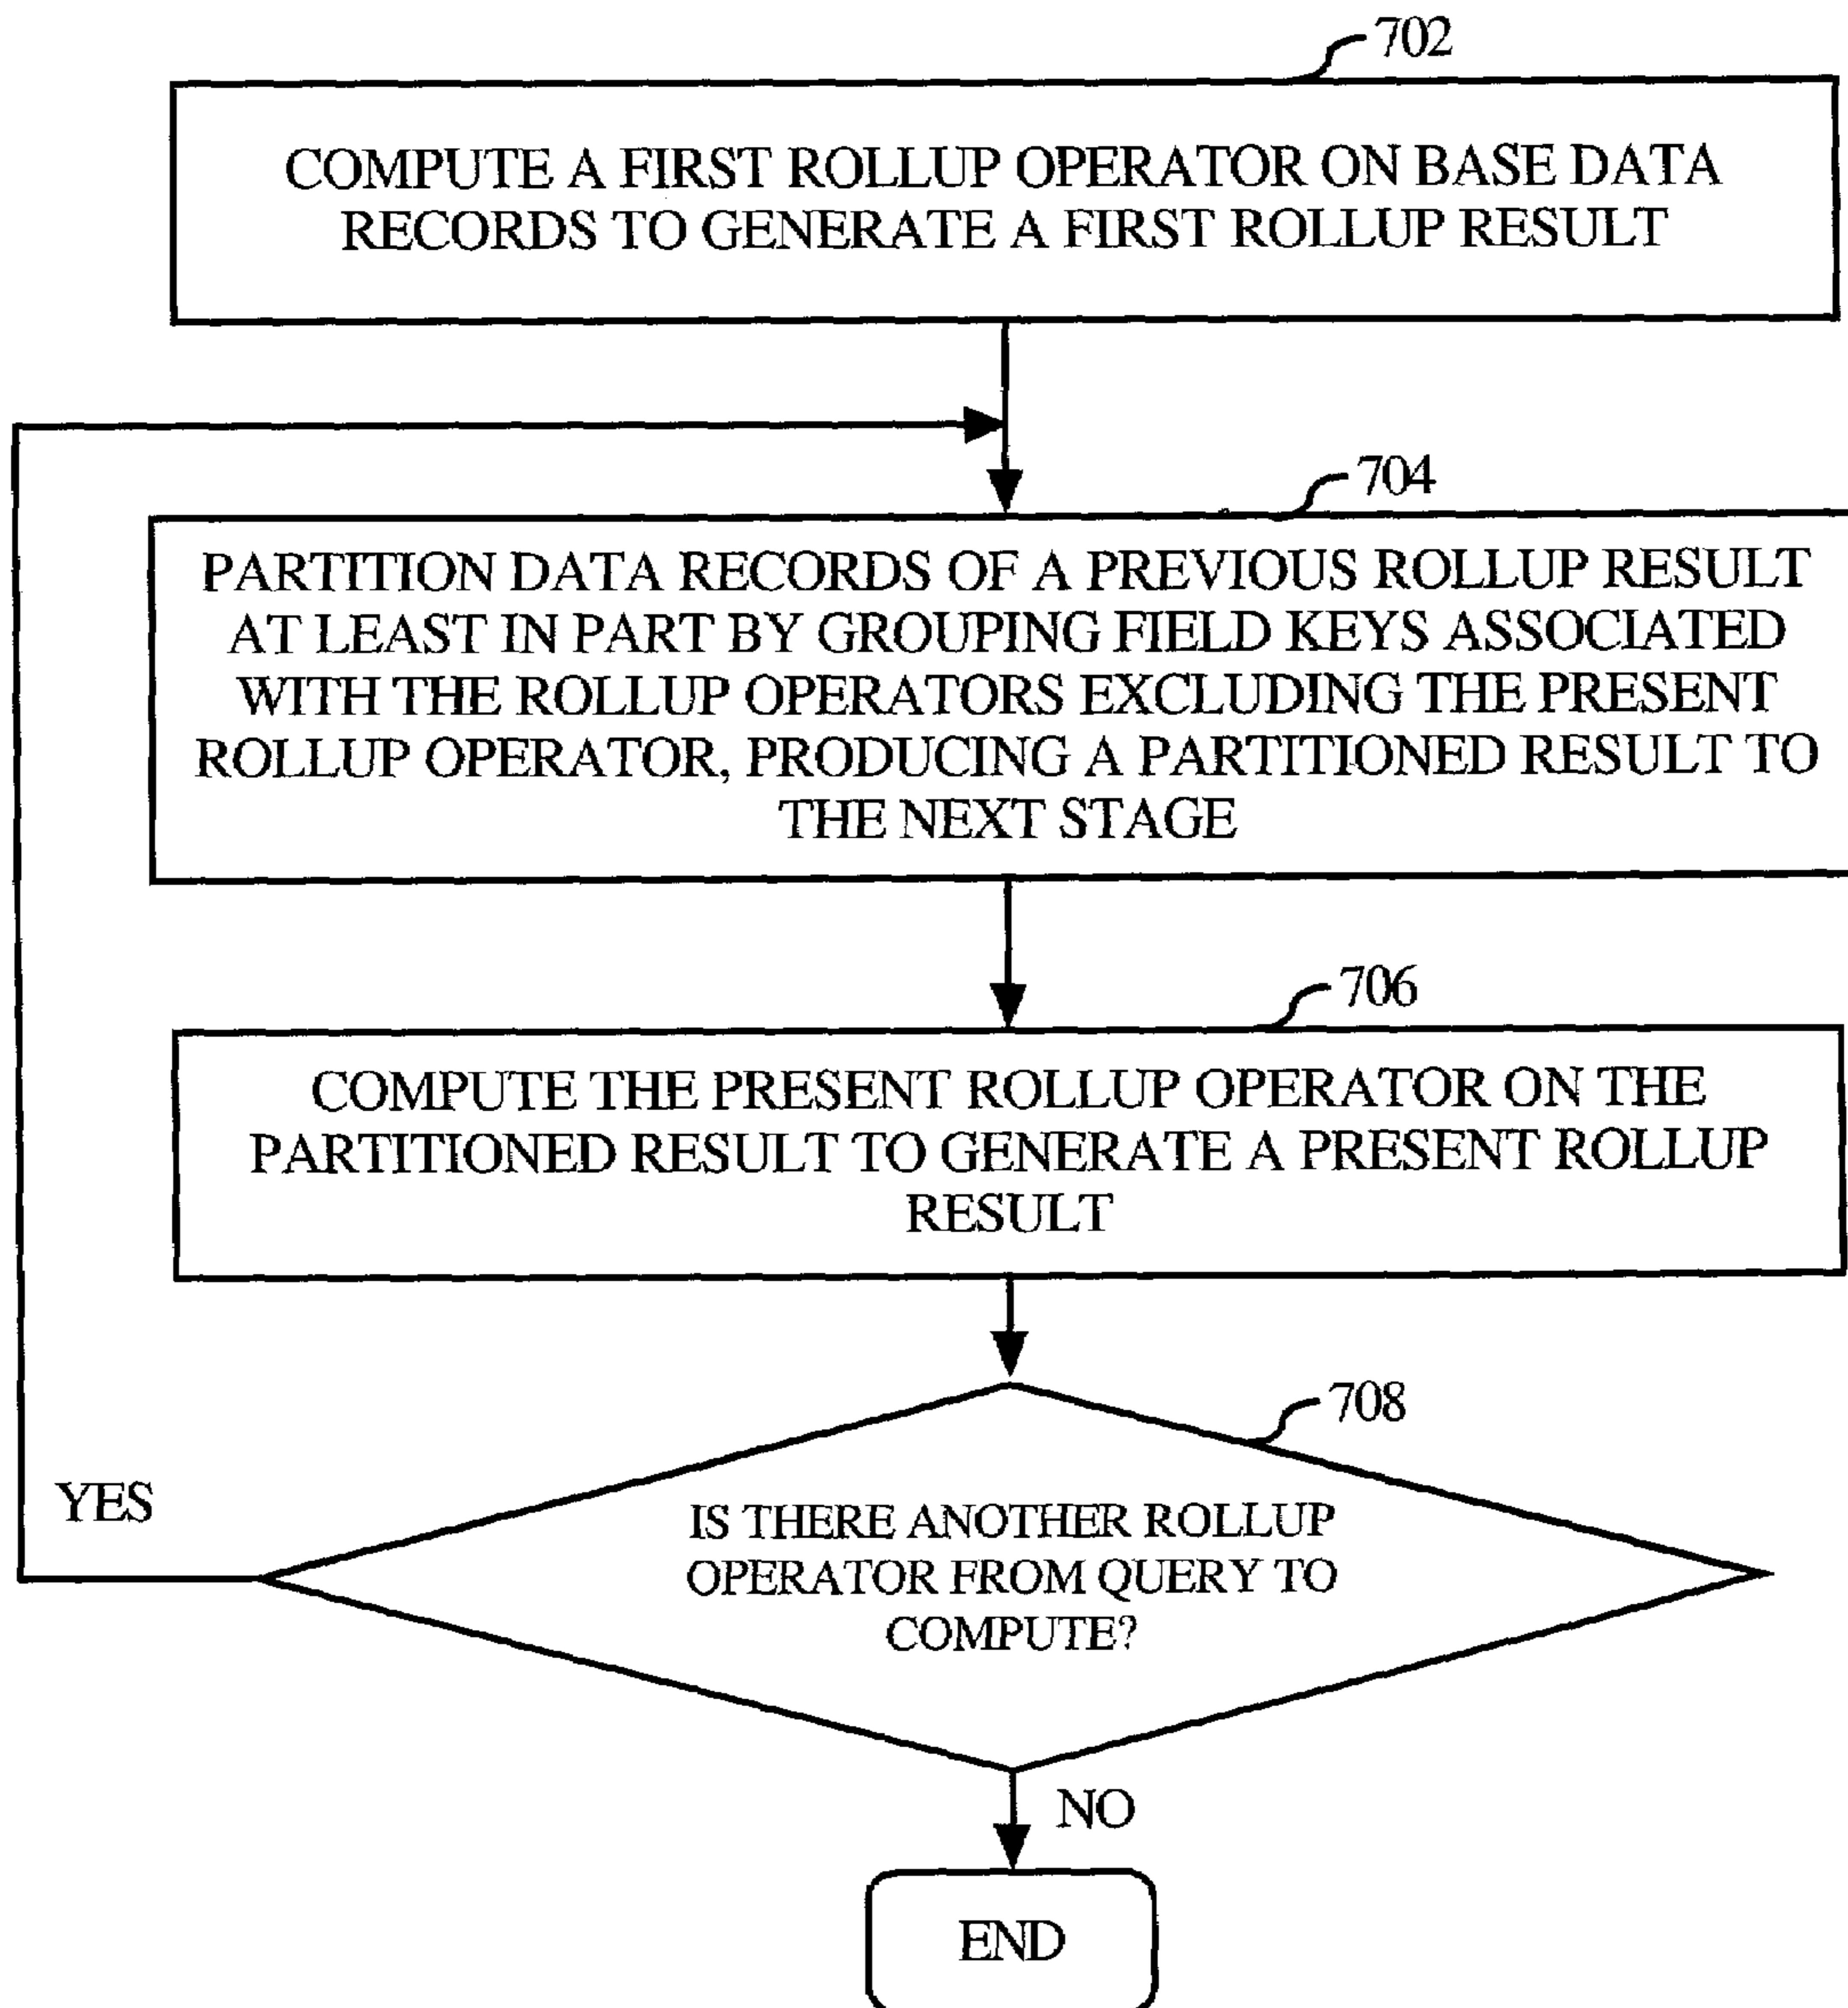 702
COMPUTE A FIRST ROLLUP OPERATOR ON BASE DATA
RECORDS TO GENERATE A FIRST ROLLUP RESULT
704
PARTITION DATA RECORDS OF A PREVIOUS ROLLUP RESULT
AT LEAST IN PART BY GROUPING FIELD KEYS ASSOCIATED
WITH THE ROLLUP OPERATORS EXCLUDING THE PRESENT
ROLLUP OPERATOR, PRODUCING A PARTITIONED RESULT TO
THE NEXT STAGE
706
COMPUTE THE PRESENT ROLLUP OPERATOR ON THE
PARTITIONED RESULT TO GENERATE A PRESENT ROLLUP
RESULT
708
YES
IS THERE ANOTHER ROLLUP
OPERATOR FROM QUERY TO
COMPUTE?
NO
END